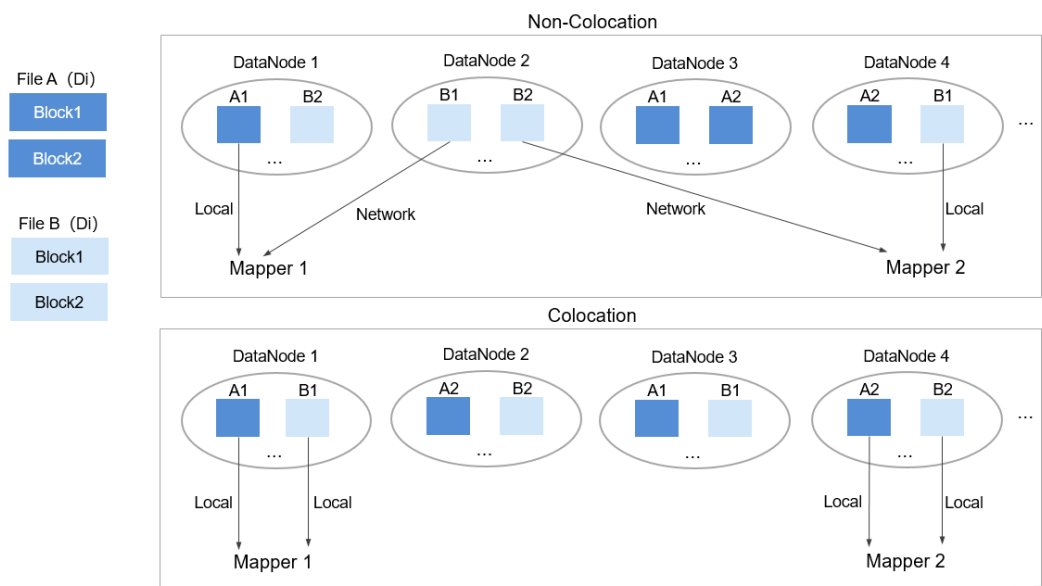 Non-Colocation
File A (Di)
Block1
Block2
File B (Di)
Block1
Block2
DataNode 1 DataNode 2 DataNode 3 DataNode 4
A1 B2 B1 B2 A1 A2 A2 B1
... ... ... ... ...
Local Network Network Local
Mapper 1 Mapper 2
Colocation
DataNode 1 DataNode 2 DataNode 3 DataNode 4
A1 B1 A2 B2 A1 B1 A2 B2
... ... ... ... ...
Local Local Local Local
Mapper 1 Mapper 2